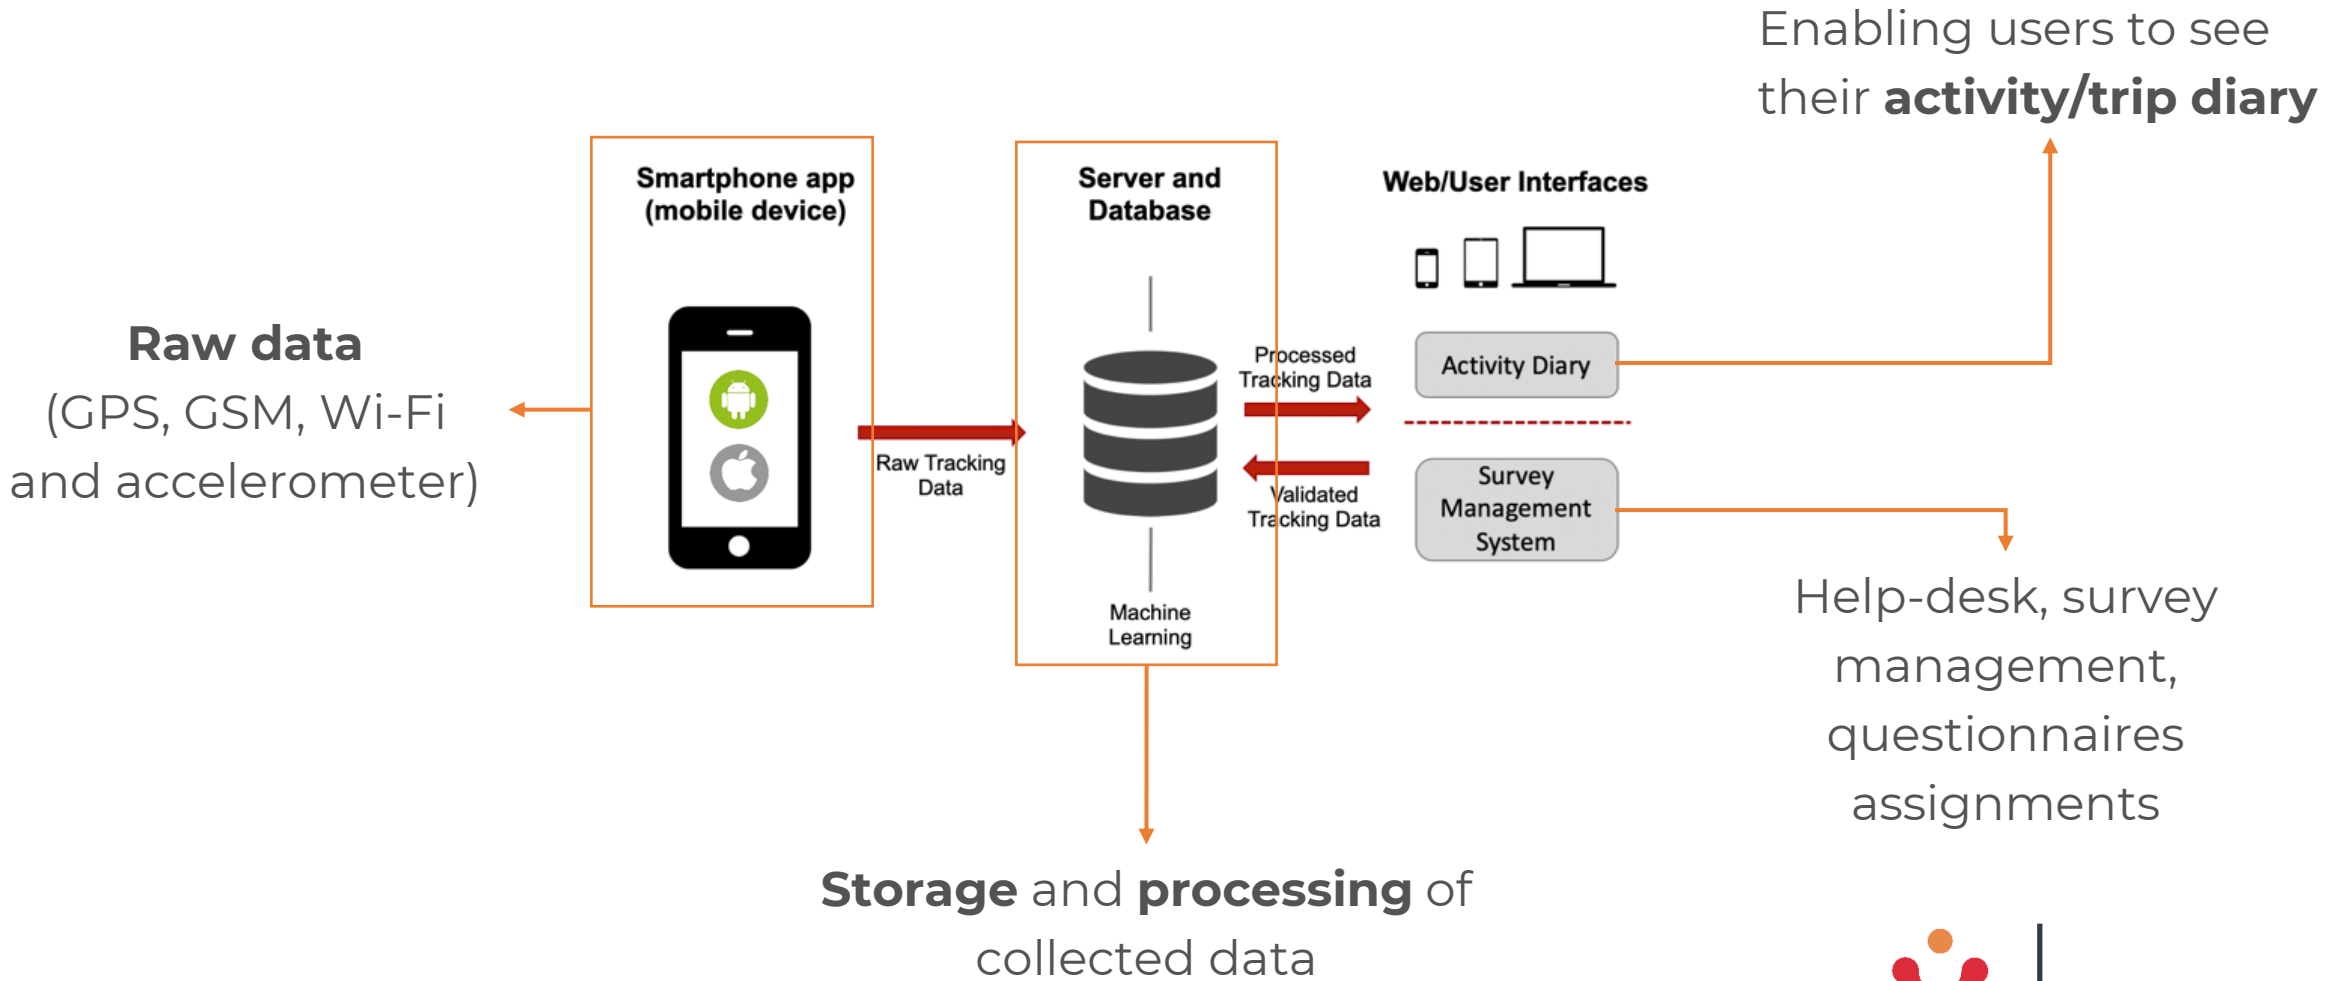 Enabling users to see
their activity/trip diary
Smartphone app
(mobile device)
Server and
Database
Web/User Interfaces
Raw data
(GPS, GSM, Wi-Fi
and accelerometer)
Raw Tracking
Data
Processed
Tracking Data
Validated
Tracking Data
Activity Diary
Survey
Management
System
Machine
Learning
Help-desk, survey
management,
questionnaires
assignments
Storage and processing of
collected data